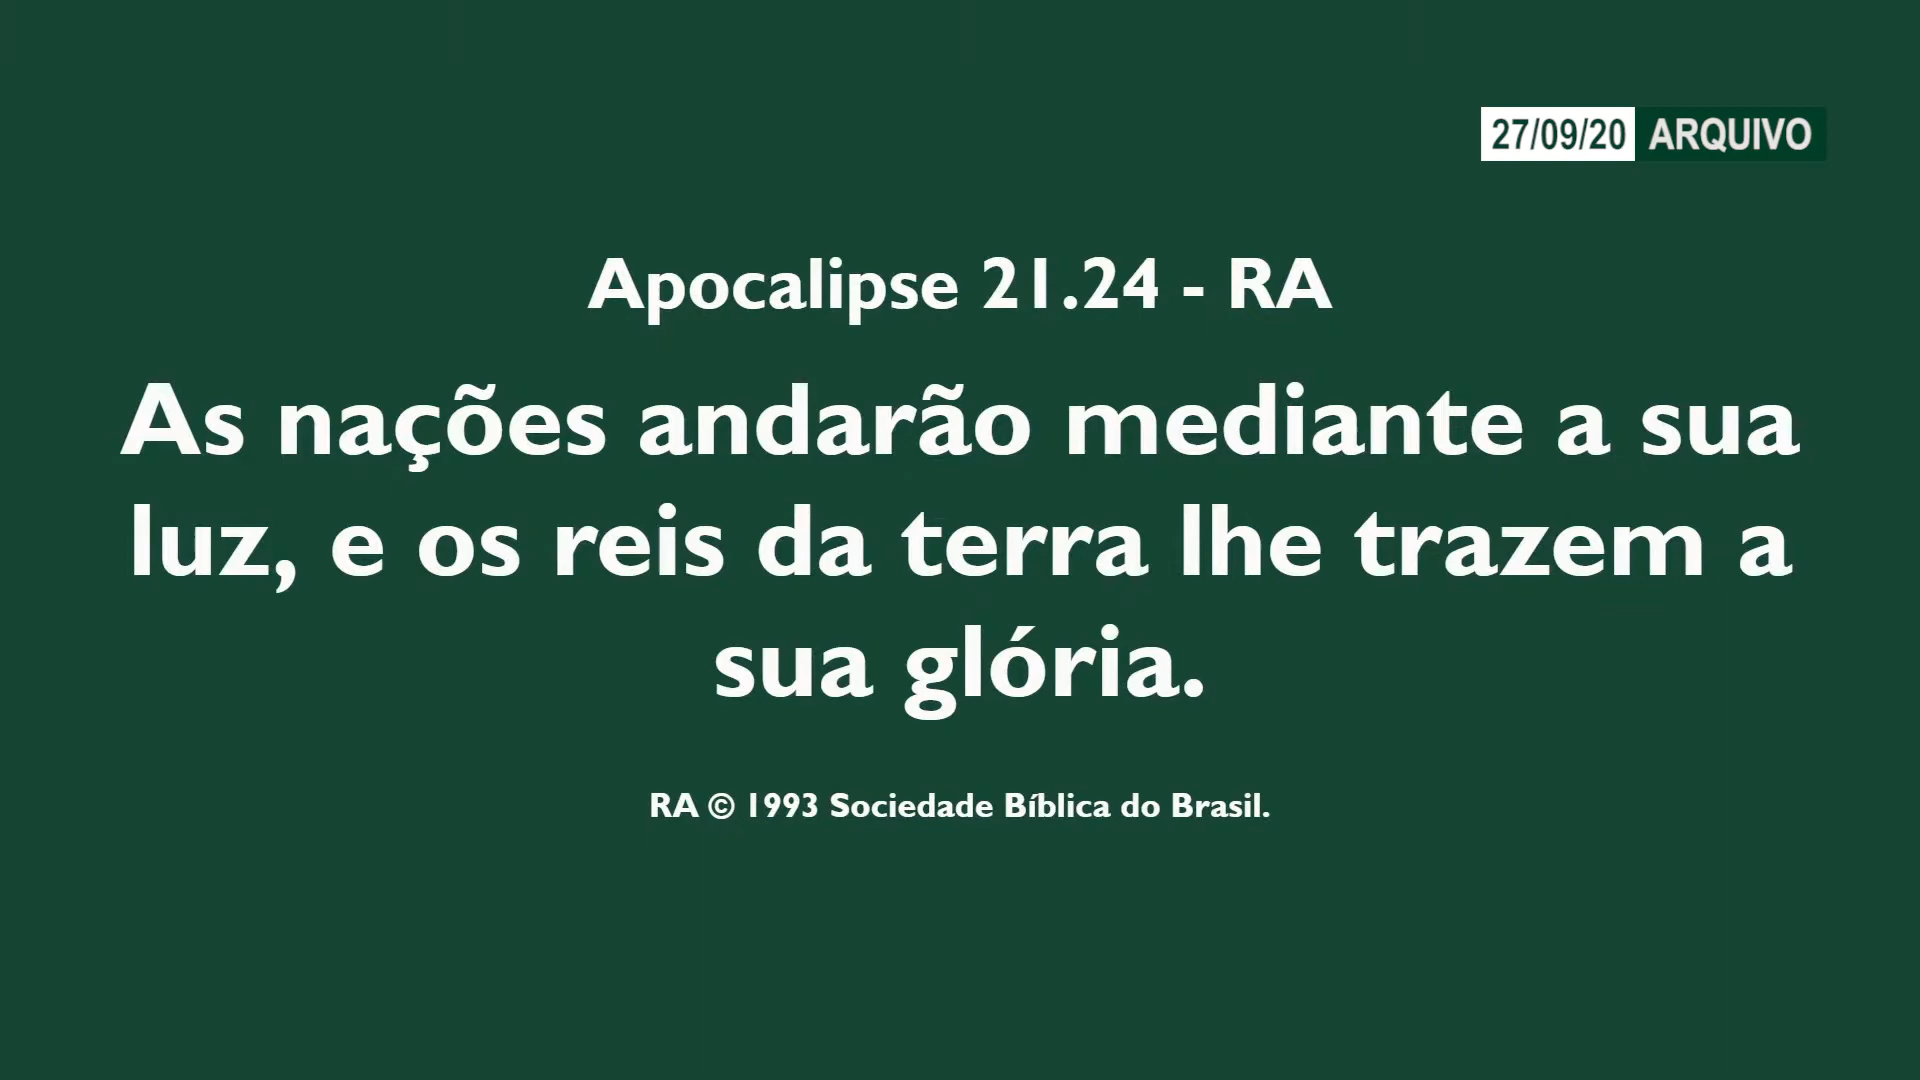 27/09/20 ARQUIVO
Apocalipse 21.24 - RA
As nações andarão mediante a sua
luz, e os reis da terra lhe trazem a
sua glória.
RA © 1993 Sociedade Bíblica do Brasil.